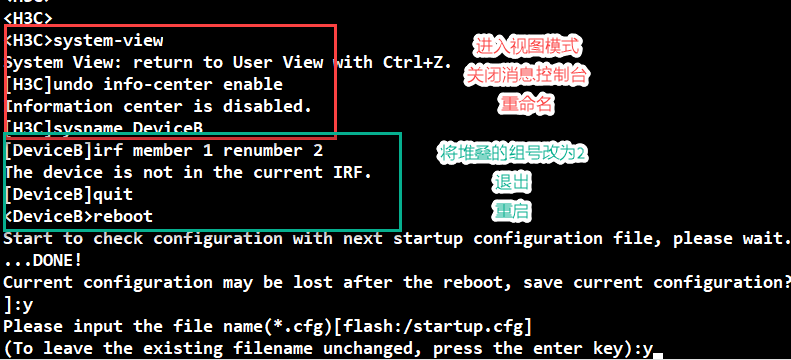 <H3C>
<H3C>
<H3C>system-view
进入视图模式
System View: return to User View with Ctrl+Z.
关闭消息控制台
[H3C]undo info-center enable
Information center is disabled.
重命名
[H3C]sysname DeviceB
[DeviceB]irf member 1 renumber 2
将堆叠的组号改为2
The device is not in the current IRF.
退出
[DeviceB]quit
<DeviceB>reboot
重启
Start to check configuration with next startup configuration file, please wait.
...DONE!
Current configuration may be lost after the reboot, save current configuration?
]:y
Please input the file name(*.cfg)[flash:/startup.cfg]
(To leave the existing filename unchanged, press the enter key):y